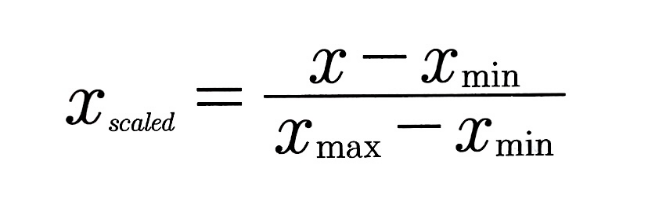 x_scaled = (x − x_min) / (x_max − x_min)